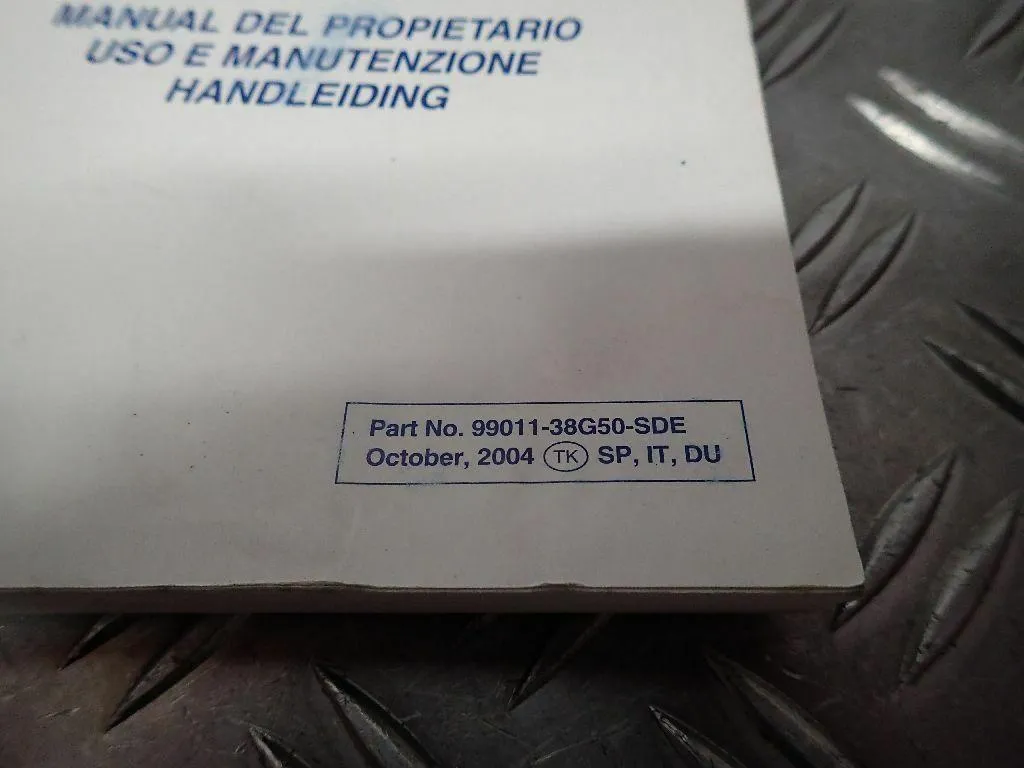 MANUAL DEL PROPIETARIO
USO E MANUTENZIONE
HANDLEIDING
Part No. 99011-38G50-SDE
October, 2004 TK SP, IT, DU